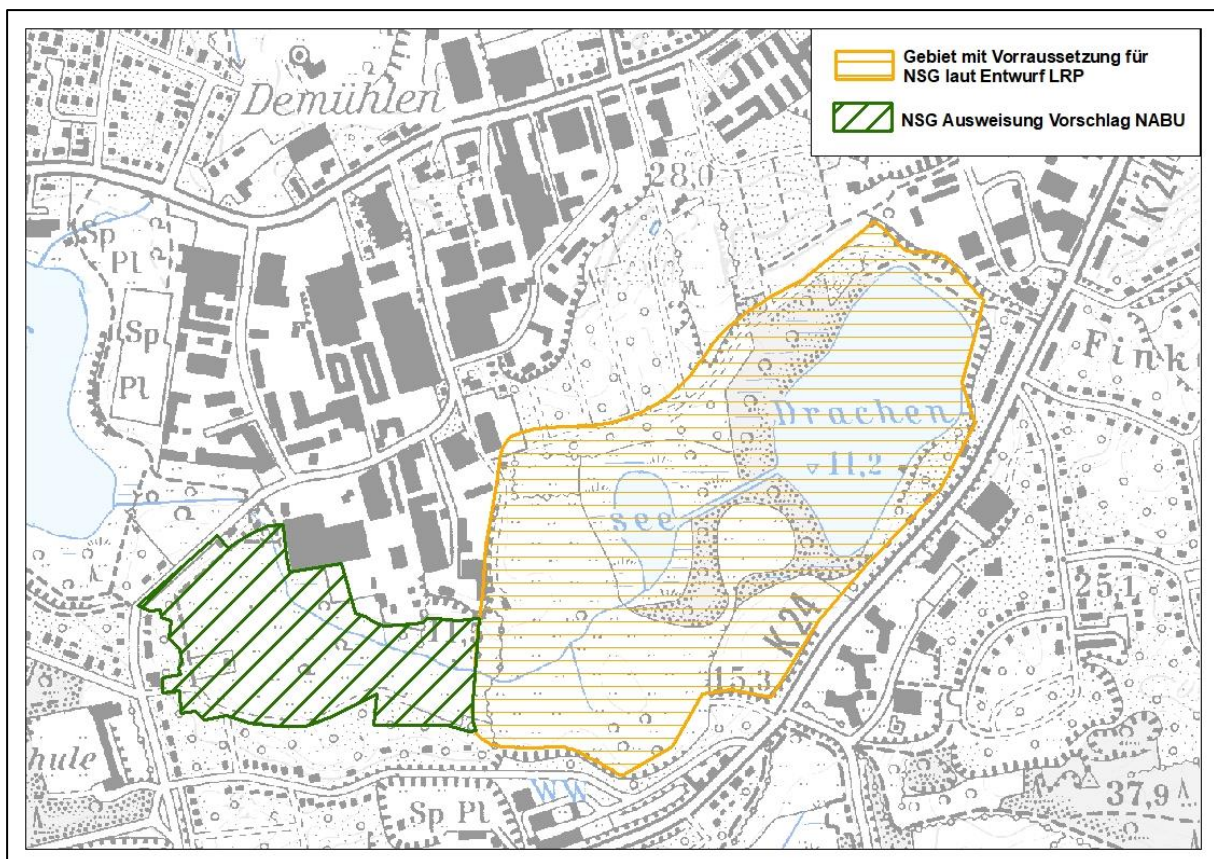 Gebiet mit Vorraussetzung für
NSG laut Entwurf LRP
NSG Ausweisung Vorschlag NABU
Demühlen
28,0
K24
Sp
Pl
Sp
Pl
Fink
Drachen
11,2
see
25,1
K24
15,3
hule
WW
Sp Pl
37,9